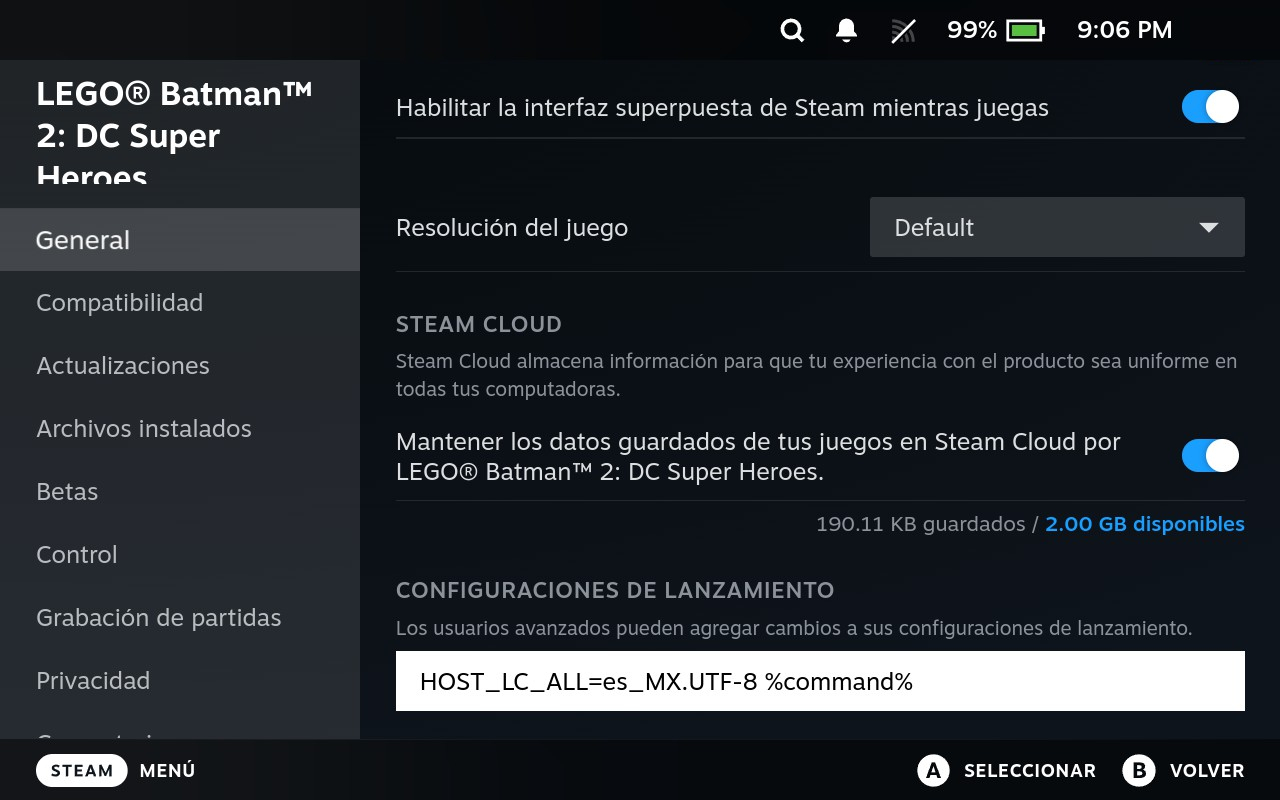 99%
9:06 PM
LEGO® Batman™
2: DC Super
Heroes
General
Compatibilidad
Actualizaciones
Archivos instalados
Betas
Control
Grabación de partidas
Privacidad
Habilitar la interfaz superpuesta de Steam mientras juegas
Resolución del juego
Default
STEAM CLOUD
Steam Cloud almacena información para que tu experiencia con el producto sea uniforme en
todas tus computadoras.
Mantener los datos guardados de tus juegos en Steam Cloud por
LEGO® Batman™ 2: DC Super Heroes.
190.11 KB guardados / 2.00 GB disponibles
CONFIGURACIONES DE LANZAMIENTO
Los usuarios avanzados pueden agregar cambios a sus configuraciones de lanzamiento.
HOST_LC_ALL=es_MX.UTF-8 %command%
STEAM MENÚ
A SELECCIONAR
B VOLVER